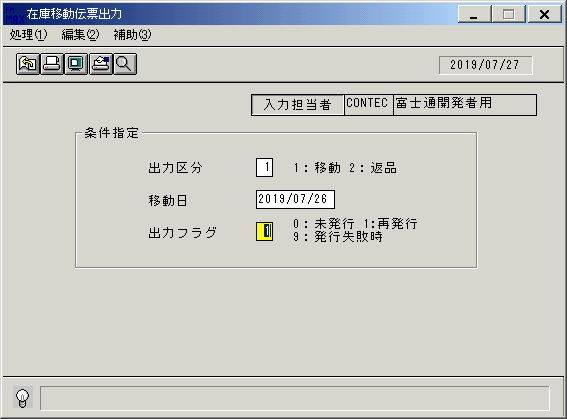 在庫移動伝票出力
処理(1) 編集(2) 補助(3)
2019/07/27
入力担当者 CONTEC 富士通開発者用
条件指定
出力区分 1 1：移動 2：返品
移動日 2019/07/26
出力フラグ 0：未発行 1:再発行
9：発行失敗時